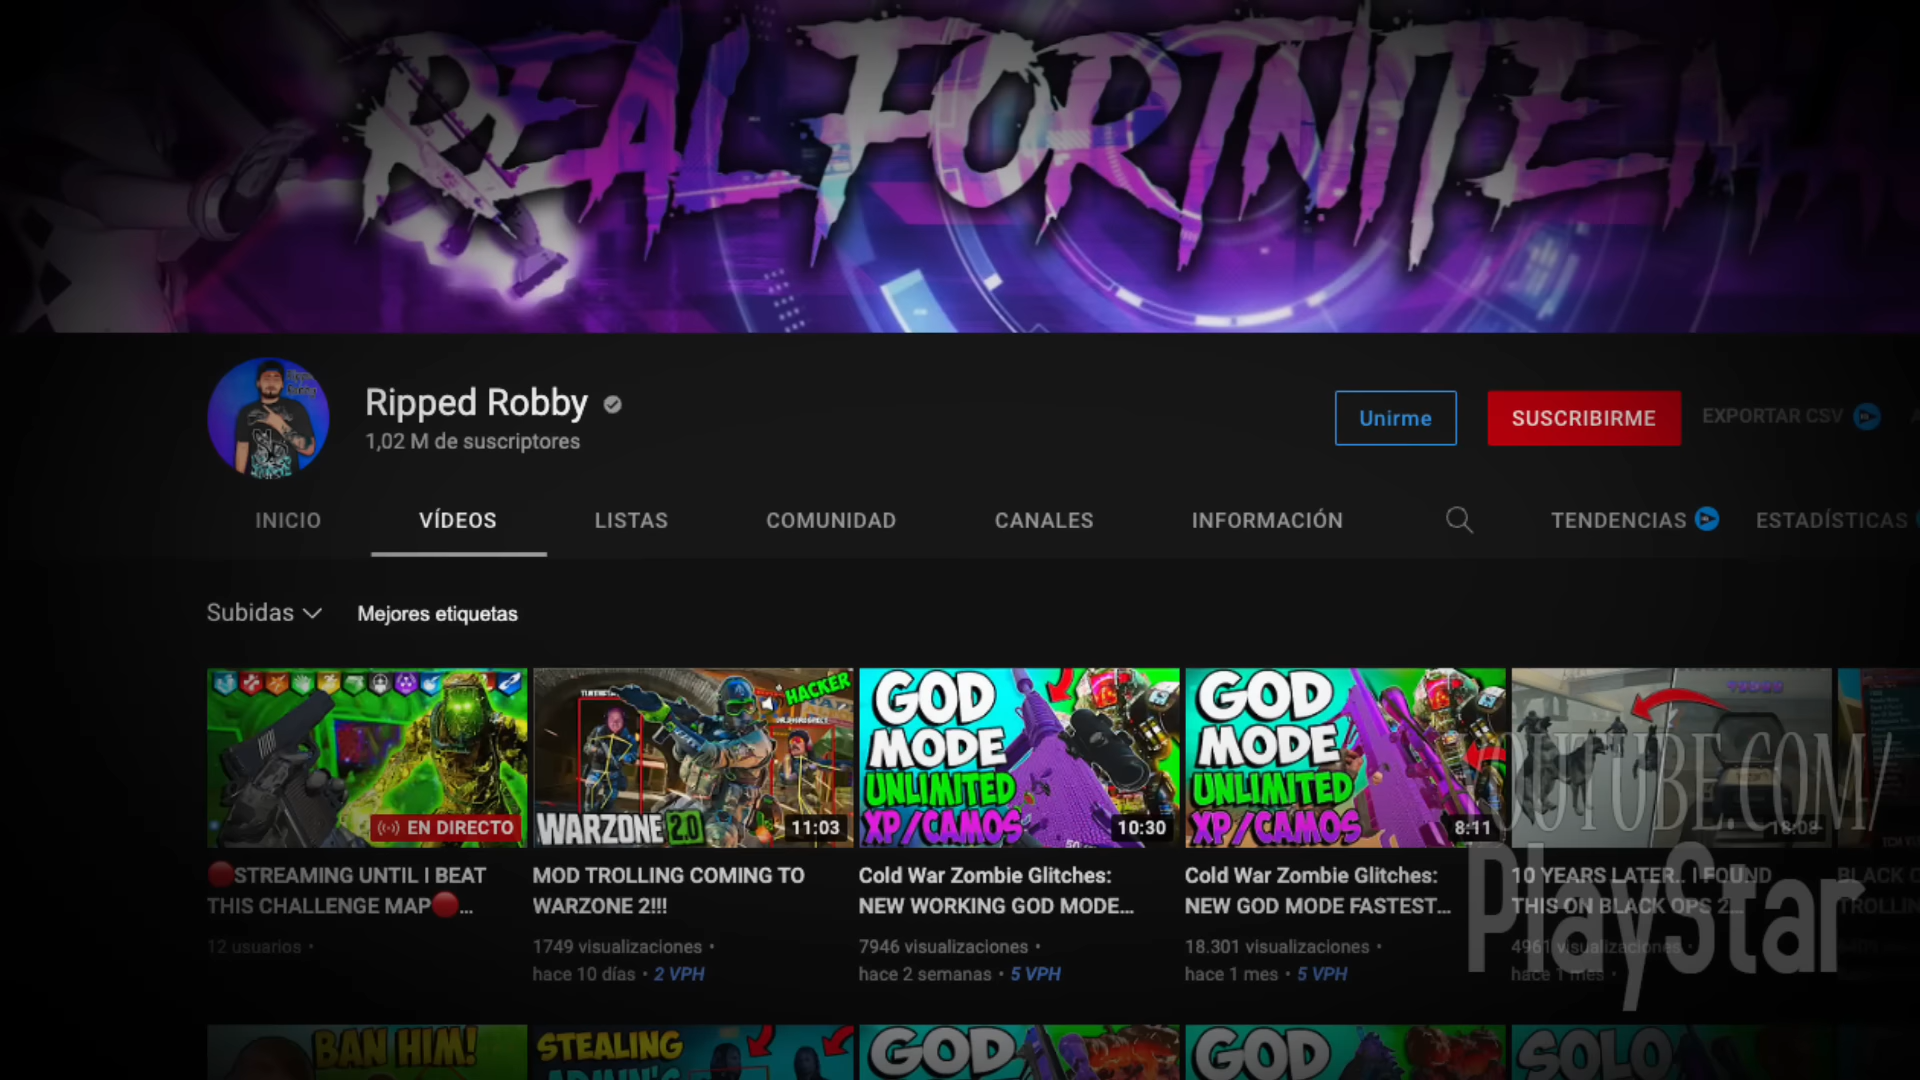 REAL FORTNITE
Ripped Robby
1,02 M de suscriptores
Unirme
SUSCRIBIRME
EXPORTAR CSV
INICIO
VÍDEOS
LISTAS
COMUNIDAD
CANALES
INFORMACIÓN
TENDENCIAS
ESTADÍSTICAS
Subidas
Mejores etiquetas
EN DIRECTO
HACKER
WARZONE 2.0
11:03
GOD
MODE
UNLIMITED
XP/CAMOS
10:30
GOD
MODE
UNLIMITED
XP/CAMOS
8:11
18:08
YOUTUBE.COM/
PlayStar
STREAMING UNTIL I BEAT
THIS CHALLENGE MAP...
12 usuarios •
MOD TROLLING COMING TO
WARZONE 2!!!
1749 visualizaciones •
hace 10 días • 2 VPH
Cold War Zombie Glitches:
NEW WORKING GOD MODE...
7946 visualizaciones •
hace 2 semanas • 5 VPH
Cold War Zombie Glitches:
NEW GOD MODE FASTEST...
18.301 visualizaciones •
hace 1 mes • 5 VPH
10 YEARS LATER.. I FOUND
THIS ON BLACK OPS 2...
4961 visualizaciones •
hace 1 mes •
BLACK
BAN HIM!
STEALING
GOD
GOD
SOLO